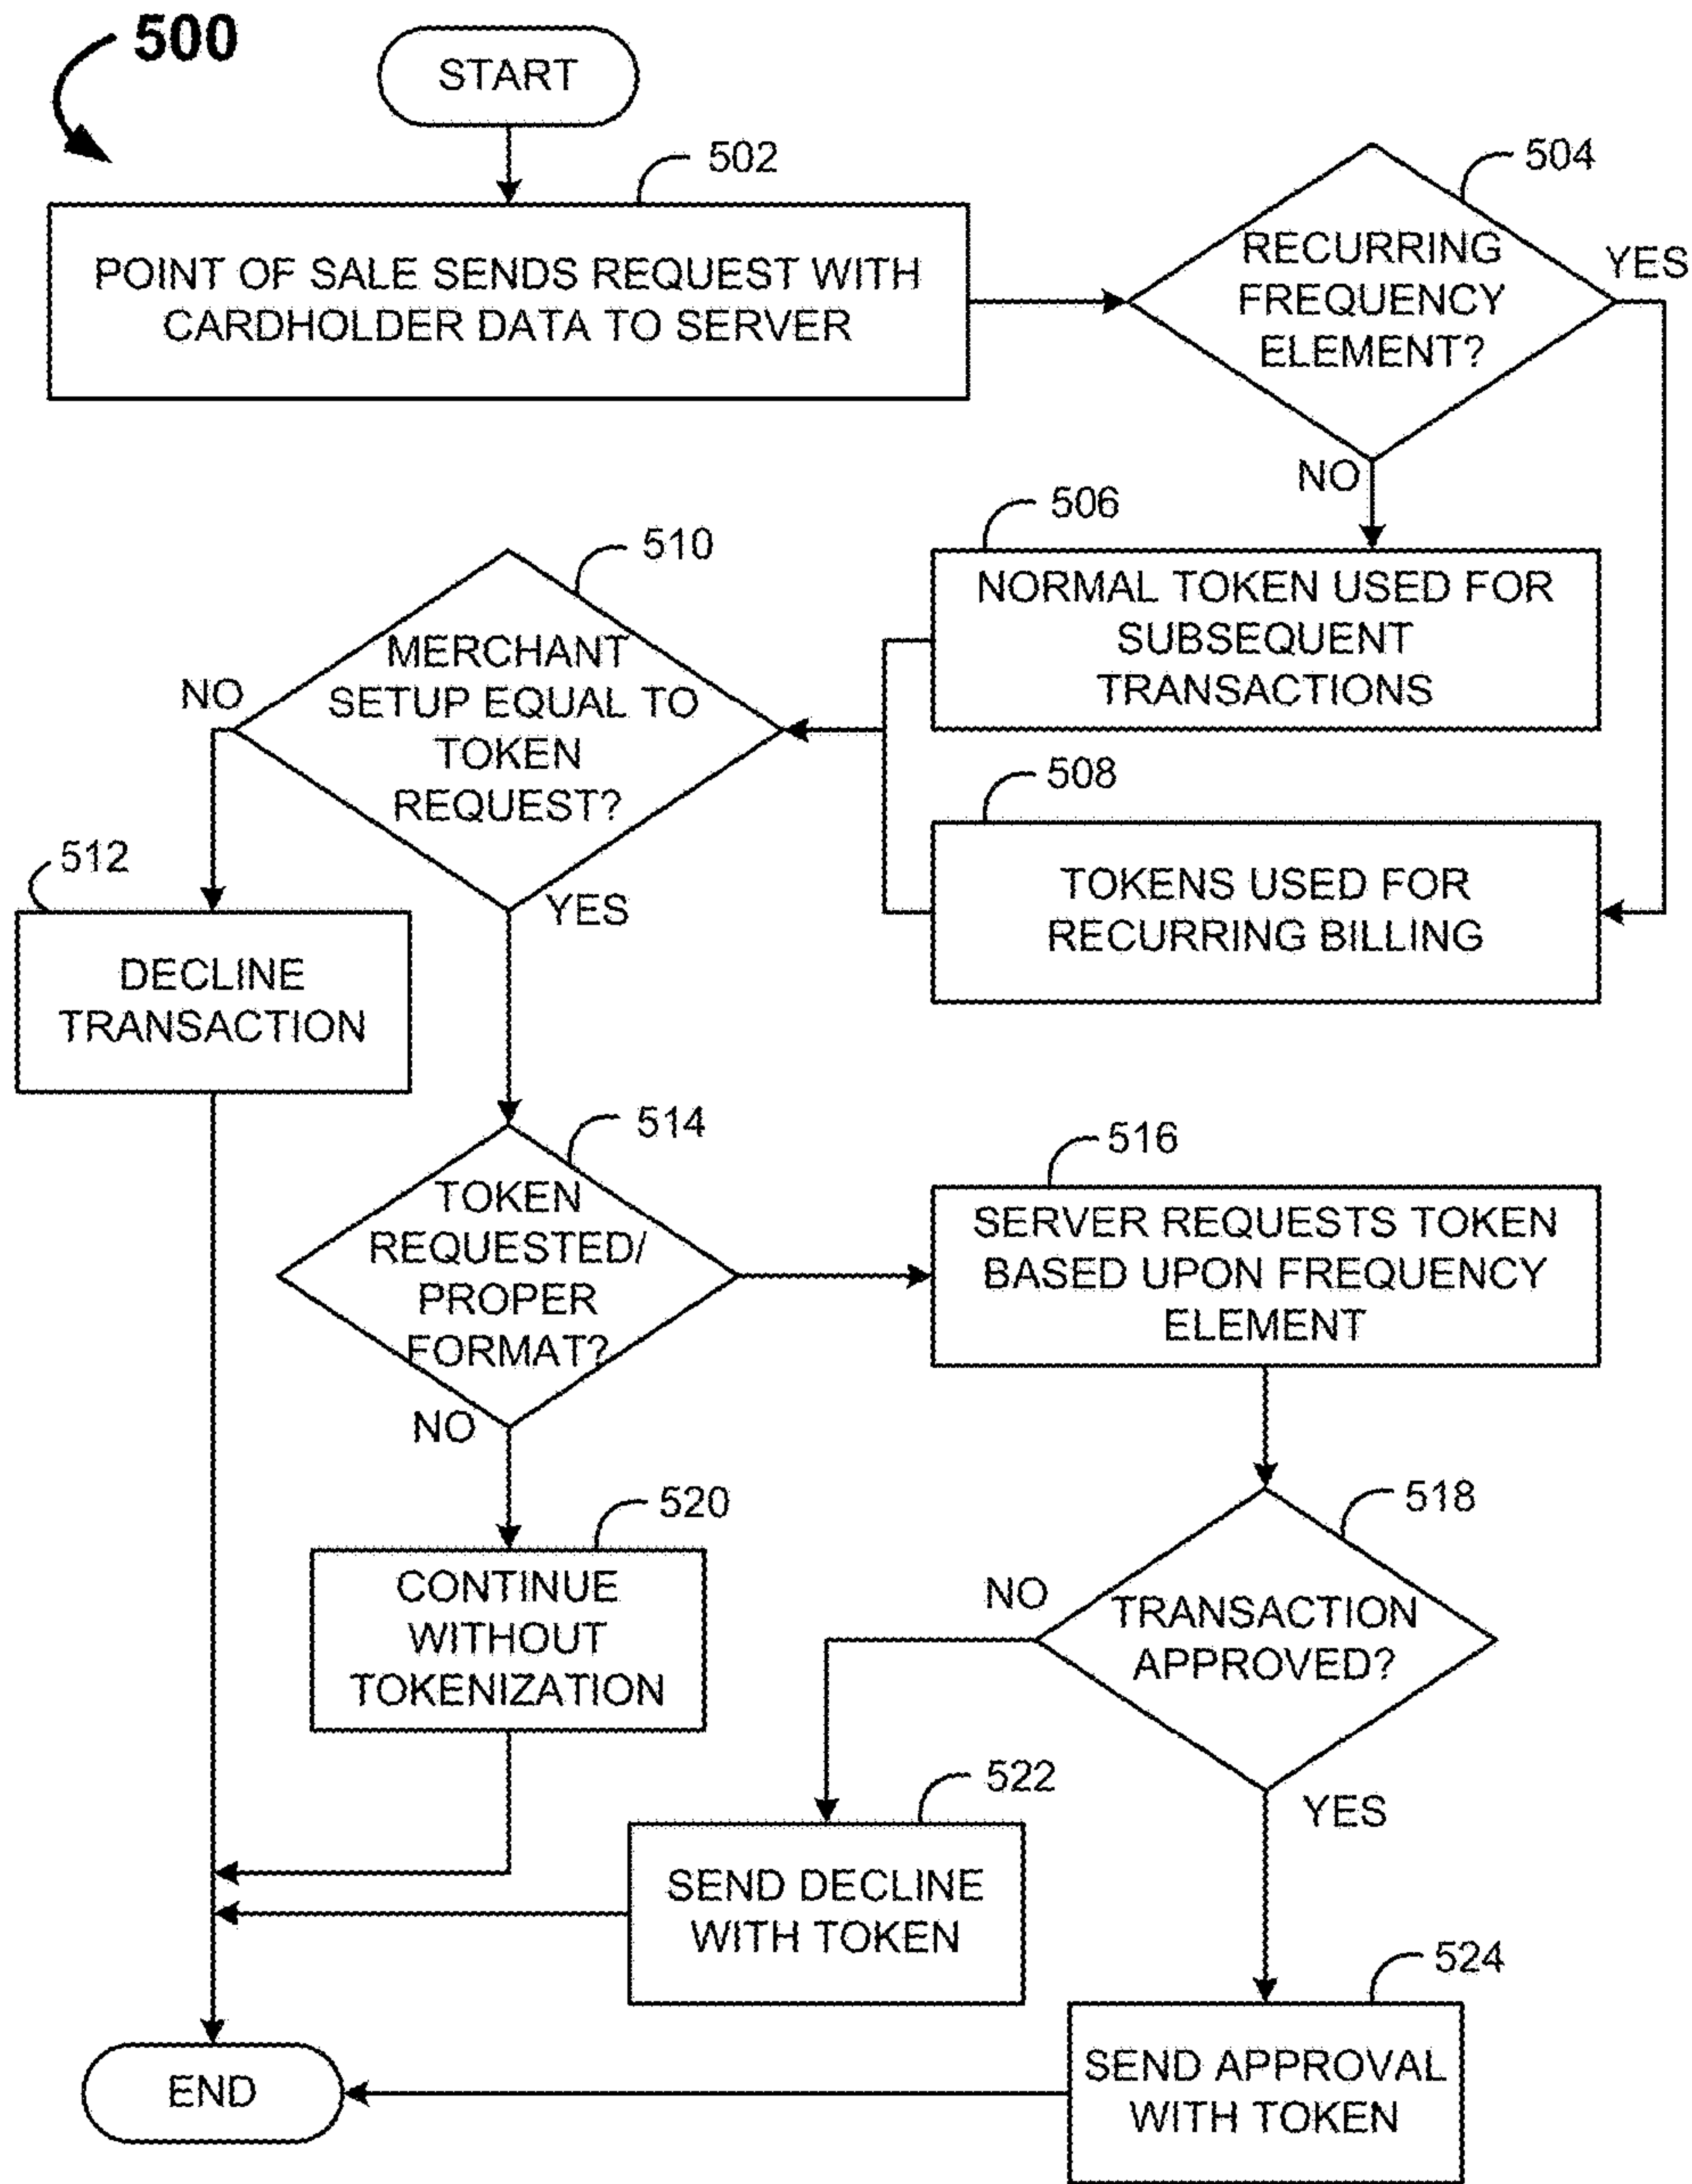 500
START
502
POINT OF SALE SENDS REQUEST WITH
CARDHOLDER DATA TO SERVER
504
RECURRING
FREQUENCY
ELEMENT?
YES
NO
506
NORMAL TOKEN USED FOR
SUBSEQUENT
TRANSACTIONS
508
TOKENS USED FOR
RECURRING BILLING
510
MERCHANT
SETUP EQUAL TO
TOKEN
REQUEST?
NO
YES
512
DECLINE
TRANSACTION
514
TOKEN
REQUESTED/
PROPER
FORMAT?
NO
516
SERVER REQUESTS TOKEN
BASED UPON FREQUENCY
ELEMENT
518
TRANSACTION
APPROVED?
NO
YES
520
CONTINUE
WITHOUT
TOKENIZATION
522
SEND DECLINE
WITH TOKEN
524
SEND APPROVAL
WITH TOKEN
END